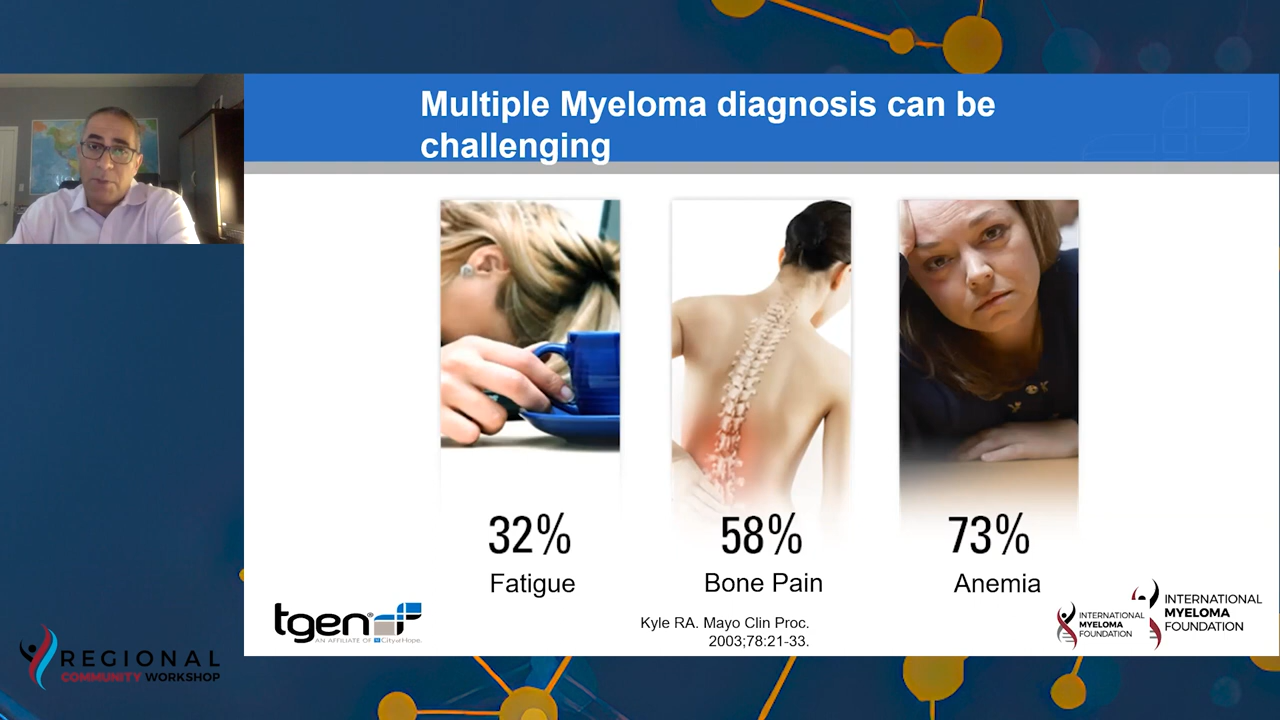 Multiple Myeloma diagnosis can be
challenging
32%
58%
73%
Fatigue
Bone Pain
Anemia
tgen
AN AFFILIATE OF City of Hope
Kyle RA. Mayo Clin Proc.
2003;78:21-33.
INTERNATIONAL
MYELOMA
FOUNDATION
INTERNATIONAL
MYELOMA
FOUNDATION
REGIONAL
COMMUNITY WORKSHOP